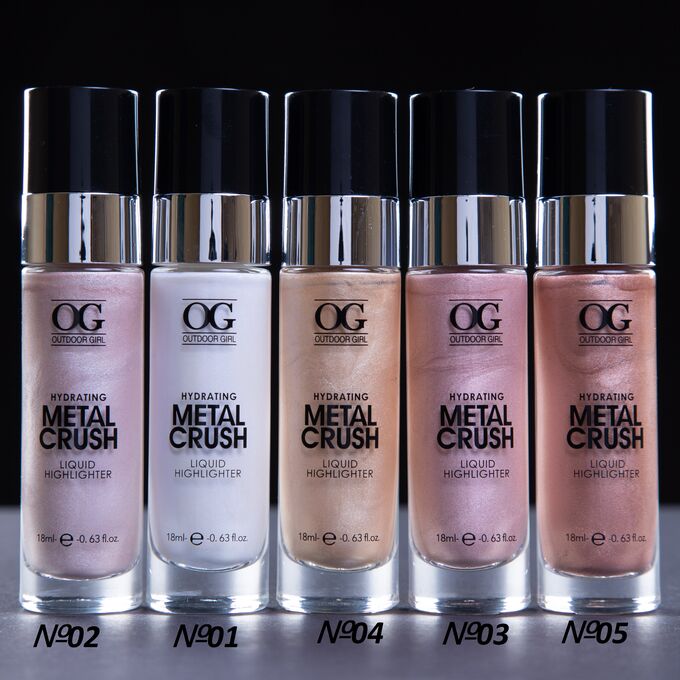 OG
OUTDOOR GIRL
HYDRATING
METAL
CRUSH
LIQUID
HIGHLIGHTER
18ml- e -0. 63 fl.oz.
OG
OUTDOOR GIRL
HYDRATING
METAL
CRUSH
LIQUID
HIGHLIGHTER
18ml- e -0. 63 fl.oz.
OG
OUTDOOR GIRL
HYDRATING
METAL
CRUSH
LIQUID
HIGHLIGHTER
18ml- e -0. 63 fl.oz.
OG
OUTDOOR GIRL
HYDRATING
METAL
CRUSH
LIQUID
HIGHLIGHTER
18ml- e -0. 63 fl.oz.
OG
OUTDOOR GIRL
HYDRATING
METAL
CRUSH
LIQUID
HIGHLIGHTER
18ml- e -0. 63 fl.oz.
№02 №01 №04 №03 №05